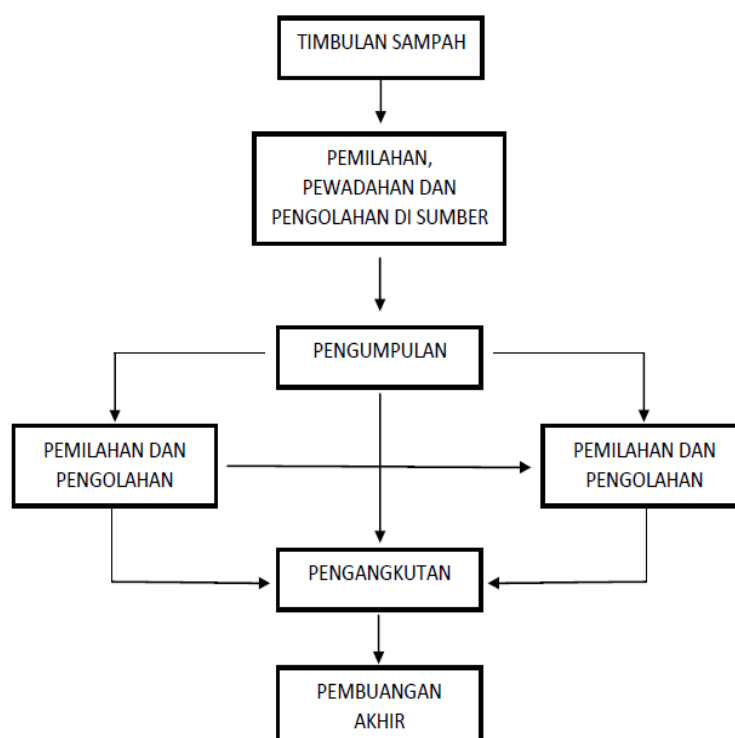 TIMBULAN SAMPAH
PEMILAHAN,
PEWADAHAN DAN
PENGOLAHAN DI SUMBER
PENGUMPULAN
PEMILAHAN DAN
PENGOLAHAN
PEMILAHAN DAN
PENGOLAHAN
PENGANGKUTAN
PEMBUANGAN
AKHIR